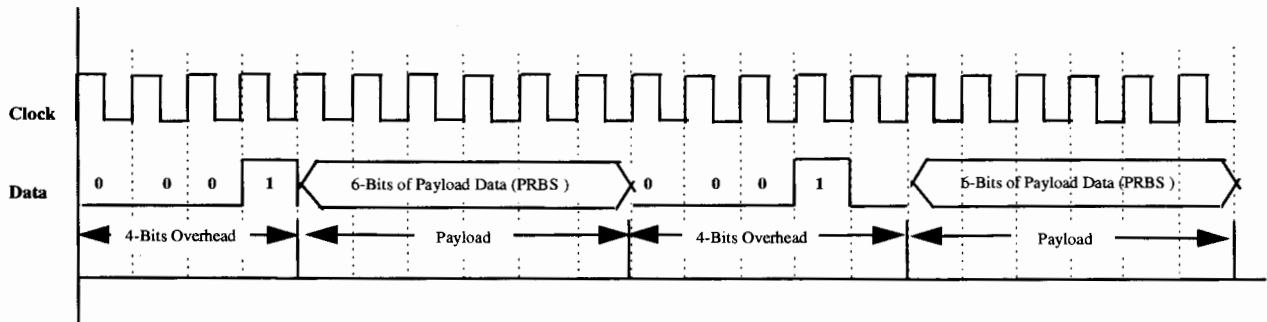 Clock
Data
0 0 0 1 6-Bits of Payload Data (PRBS ) 0 0 0 1 6-Bits of Payload Data (PRBS )
4-Bits Overhead Payload 4-Bits Overhead Payload